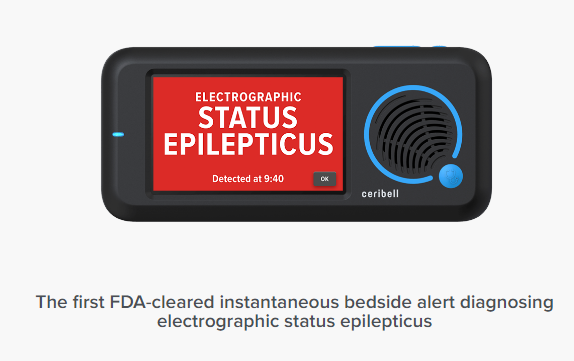 ELECTROGRAPHIC
STATUS
EPILEPTICUS
Detected at 9:40
OK
ceribell
The first FDA-cleared instantaneous bedside alert diagnosing
electrographic status epilepticus